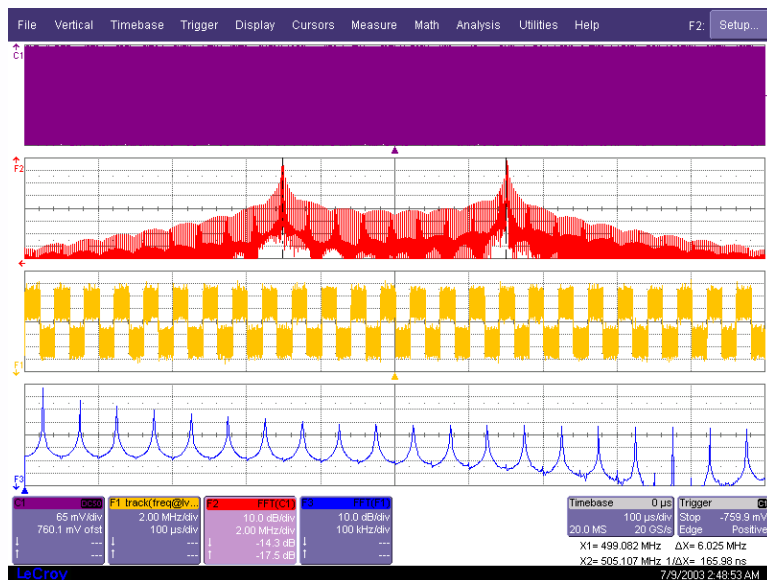 File Vertical Timebase Trigger Display Cursors Measure Math Analysis Utilities Help F2: Setup...
C1
F2
F1
F3
C1 F1 track(freq@lv... F2 FFT(C1) F3 FFT(F1) Timebase 0 µs Trigger C1
65 mV/div 2.00 MHz/div 10.0 dB/div 10.0 dB/div 100 µs/div Stop -759.9 mV
760.1 mV ofst 100 µs/div 2.00 MHz/div 100 kHz/div 20.0 MS 20 GS/s Edge Positive
--- --- -14.3 dB ---
--- --- -17.5 dB ---
X1= 499.082 MHz ΔX= 6.025 MHz
X2= 505.107 MHz 1/ΔX= 165.98 ns
LeCroy 7/9/2003 2:48:53 AM